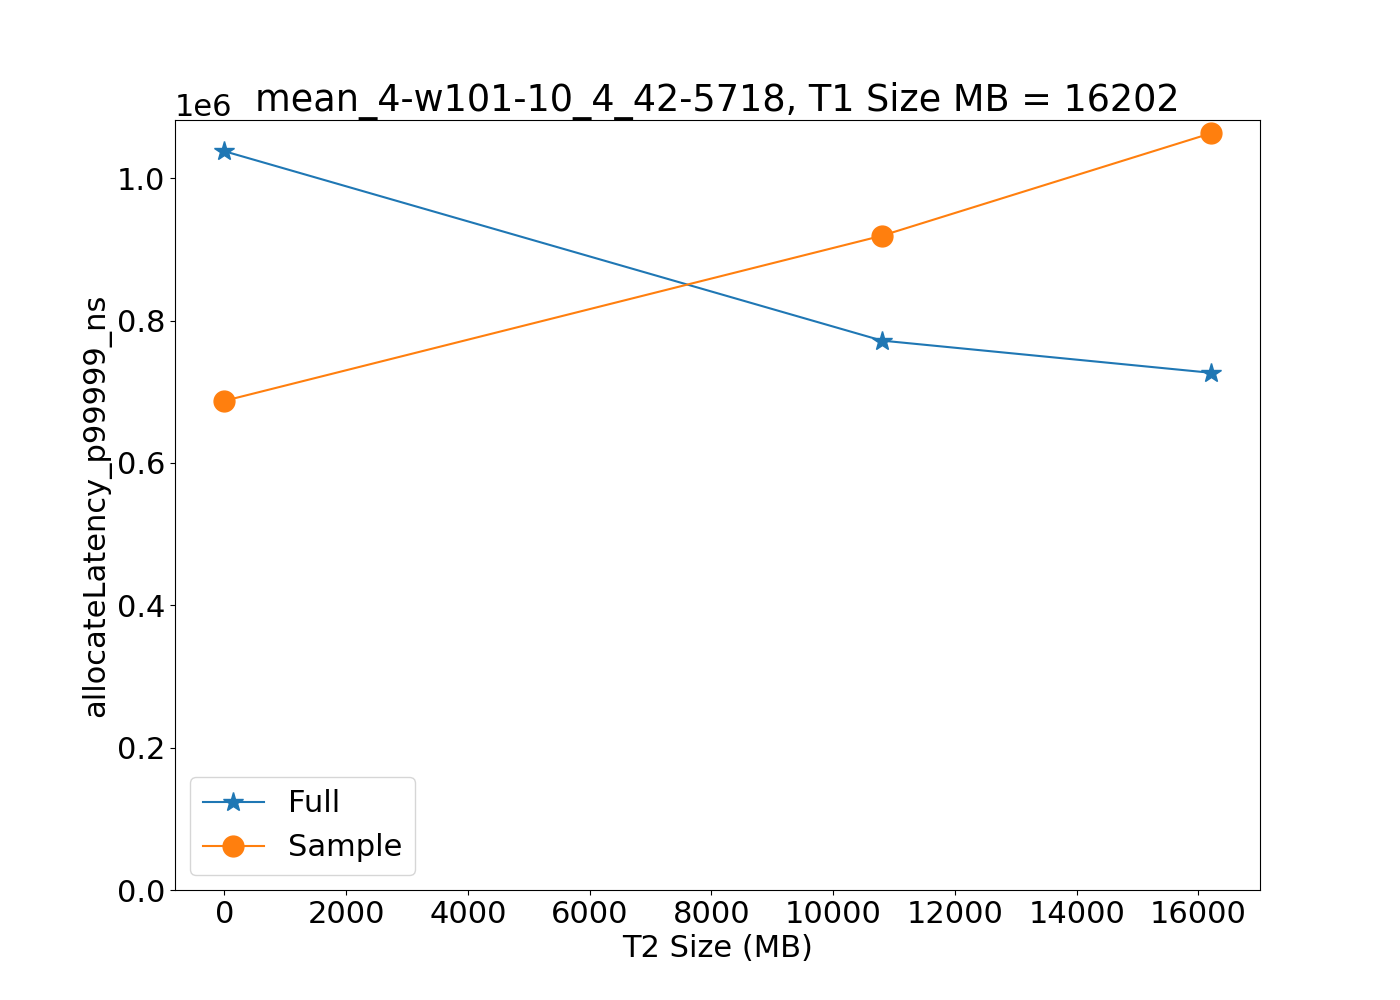 1e6
mean_4-w101-10_4_42-5718, T1 Size MB = 16202
allocateLatency_p99999_ns
1.0
0.8
0.6
0.4
0.2
0.0
Full
Sample
0 2000 4000 6000 8000 10000 12000 14000 16000
T2 Size (MB)